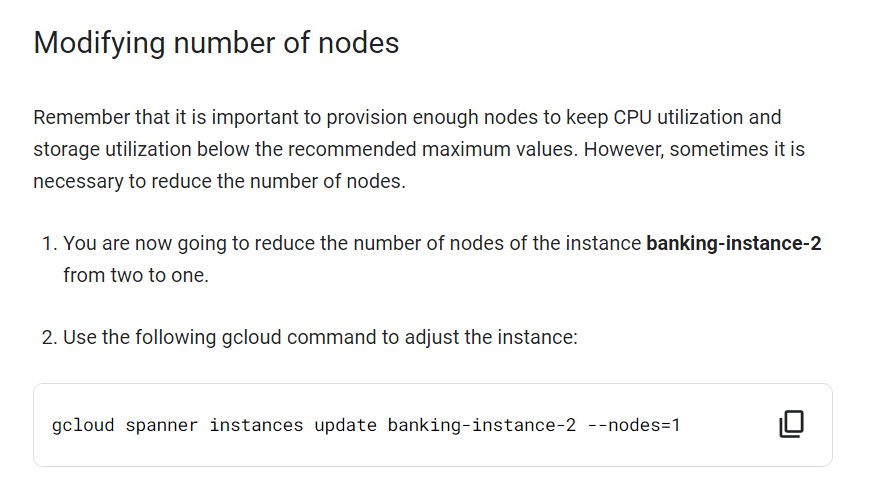 Modifying number of nodes
Remember that it is important to provision enough nodes to keep CPU utilization and
storage utilization below the recommended maximum values. However, sometimes it is
necessary to reduce the number of nodes.
1. You are now going to reduce the number of nodes of the instance banking-instance-2
from two to one.
2. Use the following gcloud command to adjust the instance:
gcloud spanner instances update banking-instance-2 --nodes=1